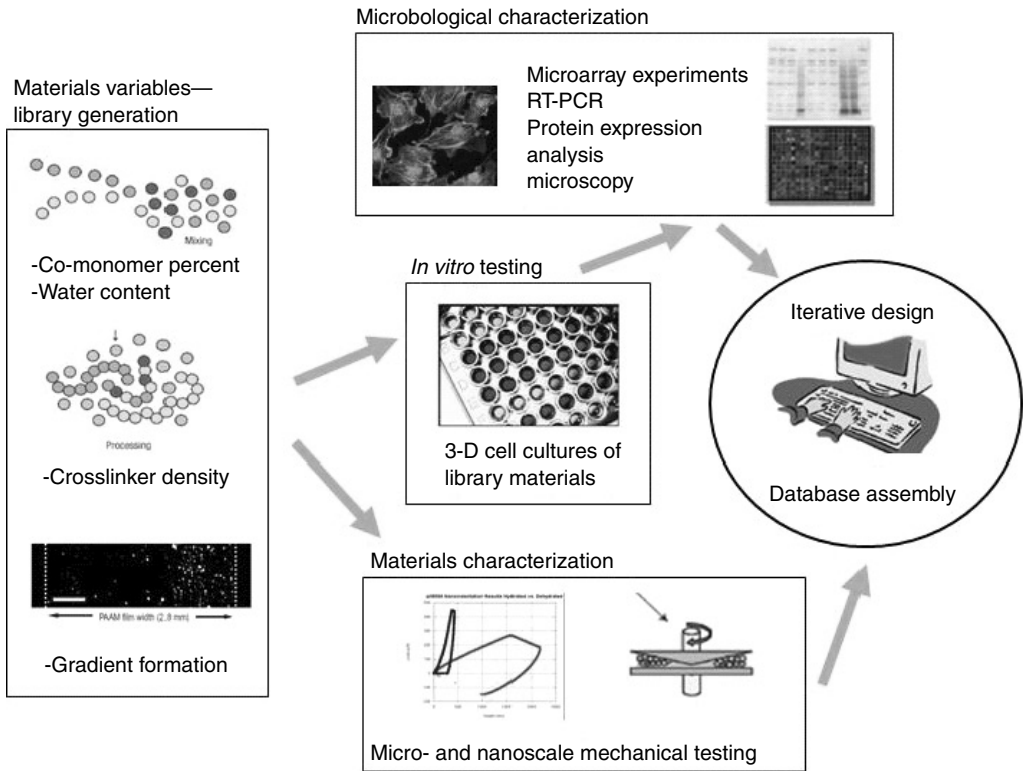 Microbological characterization
Microarray experiments
RT-PCR
Protein expression
analysis
microscopy
Materials variables—
library generation
Mixing
-Co-monomer percent
-Water content
Processing
-Crosslinker density
PAAM film width (2.8 mm)
-Gradient formation
In vitro testing
3-D cell cultures of
library materials
Iterative design
Database assembly
Materials characterization
Micro- and nanoscale mechanical testing